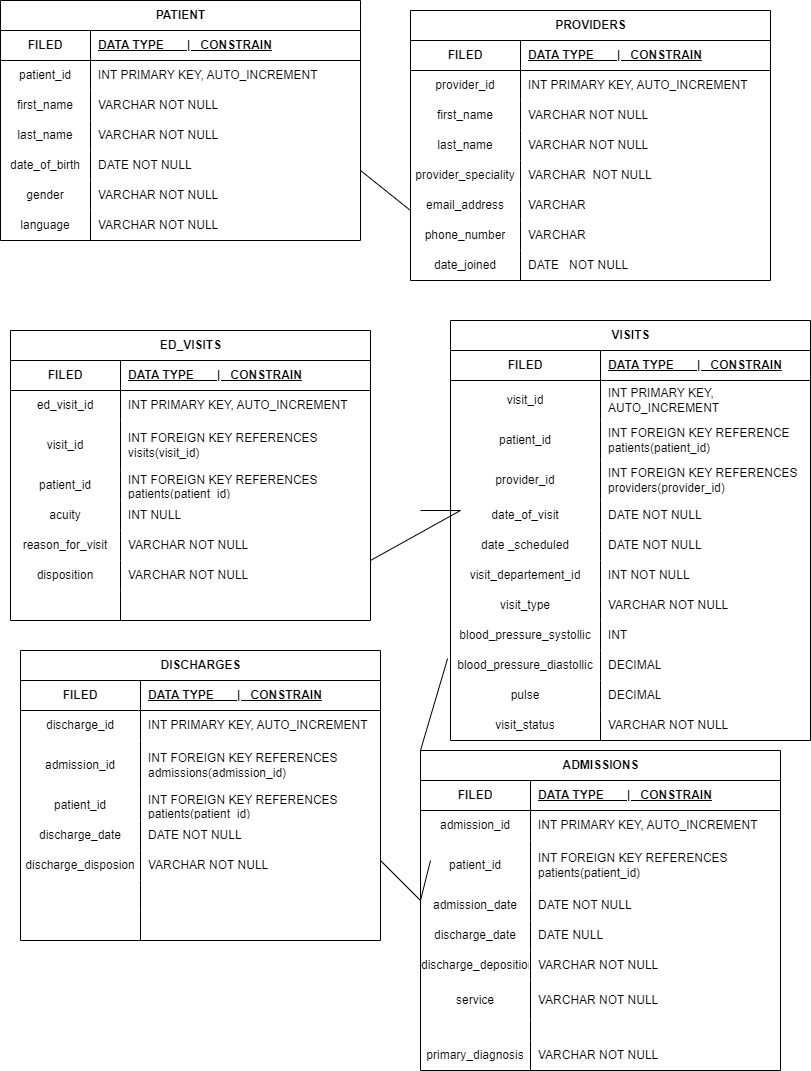 PATIENT
FILED DATA TYPE | CONSTRAIN
patient_id INT PRIMARY KEY, AUTO_INCREMENT
first_name VARCHAR NOT NULL
last_name VARCHAR NOT NULL
date_of_birth DATE NOT NULL
gender VARCHAR NOT NULL
language VARCHAR NOT NULL
PROVIDERS
FILED DATA TYPE | CONSTRAIN
provider_id INT PRIMARY KEY, AUTO_INCREMENT
first_name VARCHAR NOT NULL
last_name VARCHAR NOT NULL
provider_speciality VARCHAR NOT NULL
email_address VARCHAR
phone_number VARCHAR
date_joined DATE NOT NULL
ED_VISITS
FILED DATA TYPE | CONSTRAIN
ed_visit_id INT PRIMARY KEY, AUTO_INCREMENT
visit_id INT FOREIGN KEY REFERENCES
visits(visit_id)
patient_id INT FOREIGN KEY REFERENCES
patients(patient_id)
acuity INT NULL
reason_for_visit VARCHAR NOT NULL
disposition VARCHAR NOT NULL
VISITS
FILED DATA TYPE | CONSTRAIN
visit_id INT PRIMARY KEY,
AUTO_INCREMENT
patient_id INT FOREIGN KEY REFERENCE
patients(patient_id)
provider_id INT FOREIGN KEY REFERENCES
providers(provider_id)
date_of_visit DATE NOT NULL
date _scheduled DATE NOT NULL
visit_departement_id INT NOT NULL
visit_type VARCHAR NOT NULL
blood_pressure_systollic INT
blood_pressure_diastollic DECIMAL
pulse DECIMAL
visit_status VARCHAR NOT NULL
DISCHARGES
FILED DATA TYPE | CONSTRAIN
discharge_id INT PRIMARY KEY, AUTO_INCREMENT
admission_id INT FOREIGN KEY REFERENCES
admissions(admission_id)
patient_id INT FOREIGN KEY REFERENCES
patients(patient_id)
discharge_date DATE NOT NULL
discharge_disposion VARCHAR NOT NULL
ADMISSIONS
FILED DATA TYPE | CONSTRAIN
admission_id INT PRIMARY KEY, AUTO_INCREMENT
patient_id INT FOREIGN KEY REFERENCES
patients(patient_id)
admission_date DATE NOT NULL
discharge_date DATE NULL
discharge_depositio VARCHAR NOT NULL
service VARCHAR NOT NULL
primary_diagnosis VARCHAR NOT NULL